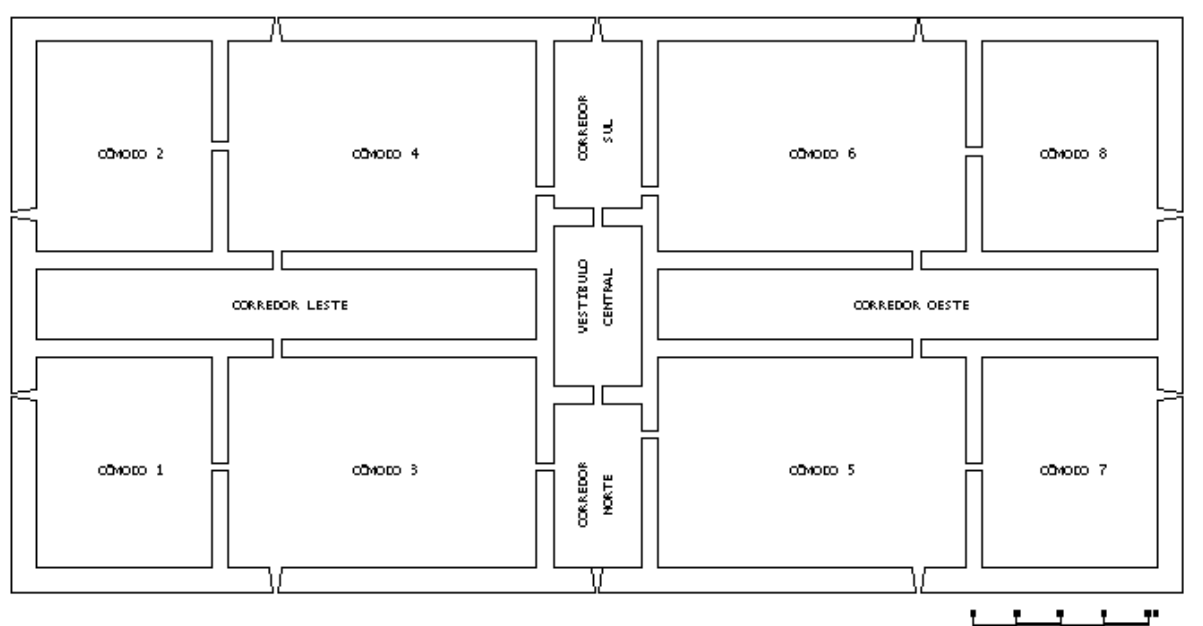 CORREDOR
SUL
CÔMODO 2
CÔMODO 4
CÔMODO 6
CÔMODO 8
VESTÍBULO
CENTRAL
CORREDOR LESTE
CORREDOR OESTE
CÔMODO 1
CÔMODO 3
CÔMODO 5
CÔMODO 7
CORREDOR
NORTE